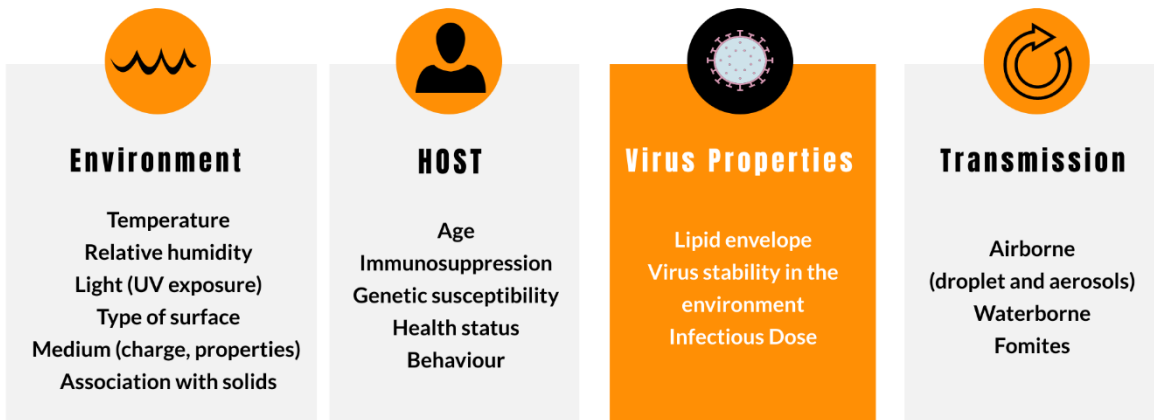 Environment
Temperature
Relative humidity
Light (UV exposure)
Type of surface
Medium (charge, properties)
Association with solids
HOST
Age
Immunosuppression
Genetic susceptibility
Health status
Behaviour
Virus Properties
Lipid envelope
Virus stability in the
environment
Infectious Dose
Transmission
Airborne
(droplet and aerosols)
Waterborne
Fomites